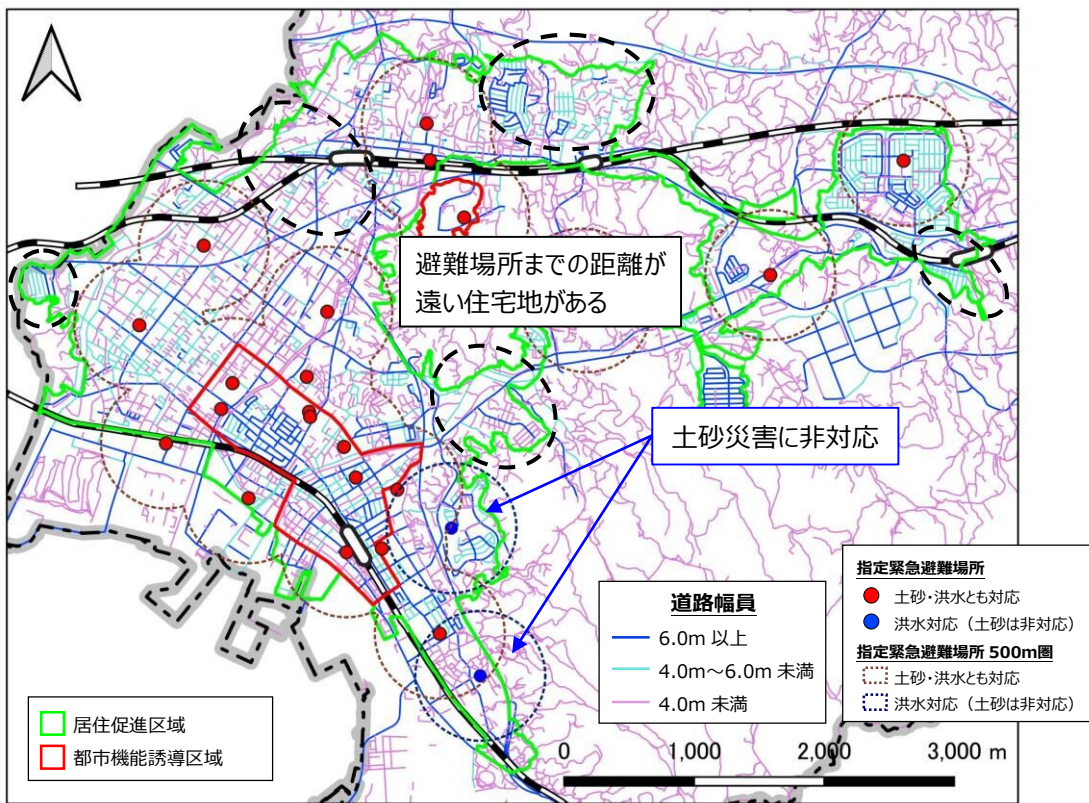 避難場所までの距離が
遠い住宅地がある
土砂災害に非対応
道路幅員
6.0m 以上
4.0m～6.0m 未満
4.0m 未満
指定緊急避難場所
土砂・洪水とも対応
洪水対応（土砂は非対応）
指定緊急避難場所 500m圏
土砂・洪水とも対応
洪水対応（土砂は非対応）
居住促進区域
都市機能誘導区域
0 1,000 2,000 3,000 m